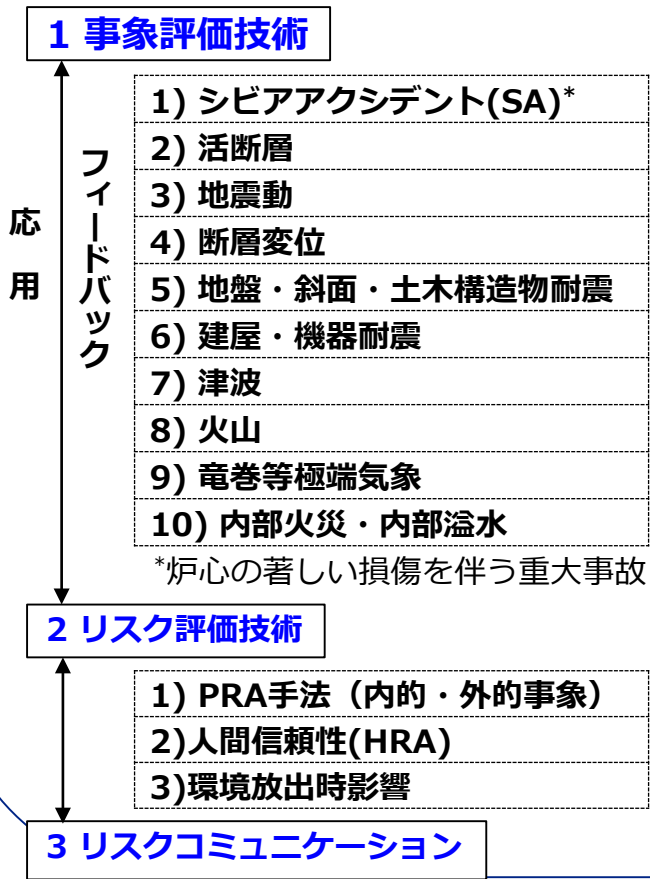 1 事象評価技術
応用
フィードバック
1) シビアアクシデント(SA)*
2) 活断層
3) 地震動
4) 断層変位
5) 地盤・斜面・土木構造物耐震
6) 建屋・機器耐震
7) 津波
8) 火山
9) 竜巻等極端気象
10) 内部火災・内部溢水
*炉心の著しい損傷を伴う重大事故
2 リスク評価技術
1) PRA手法（内的・外的事象）
2)人間信頼性(HRA)
3)環境放出時影響
3 リスクコミュニケーション